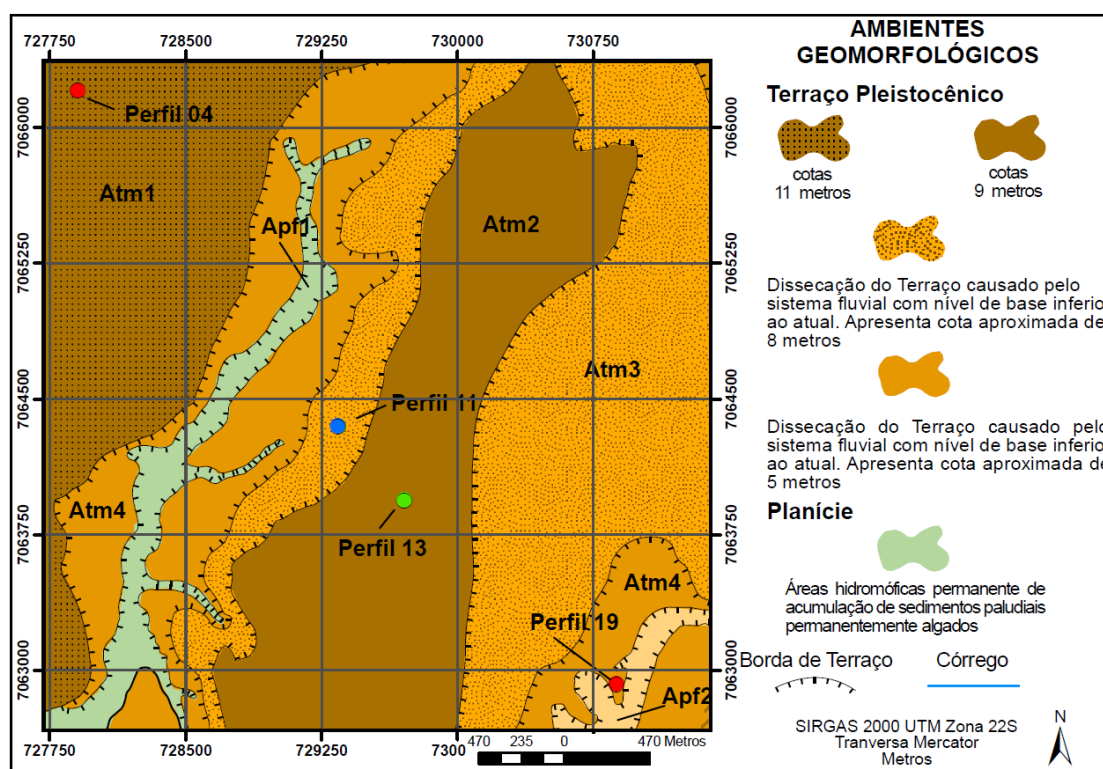 727750 728500 729250 730000 730750
7066000 7065250 7064500 7063750 7063000
Perfil 04
Atm1
Apf1
Atm2
Atm3
Perfil 11
Atm4
Perfil 13
Atm4
Perfil 19
Apf2
7066000 7065250 7064500 7063750 7063000
727750 728500 729250 73000 730750
470 235 0 470 Metros
AMBIENTES
GEOMORFOLÓGICOS
Terraço Pleistocênico
cotas
11 metros
cotas
9 metros
Dissecação do Terraço causado pelo
sistema fluvial com nível de base inferio
ao atual. Apresenta cota aproximada de
8 metros
Dissecação do Terraço causado pelo
sistema fluvial com nível de base inferio
ao atual. Apresenta cota aproximada de
5 metros
Planície
Áreas hidromóficas permanente de
acumulação de sedimentos paludiais
permanentemente algados
Borda de Terraço Córrego
SIRGAS 2000 UTM Zona 22S
Tranversa Mercator
Metros
N